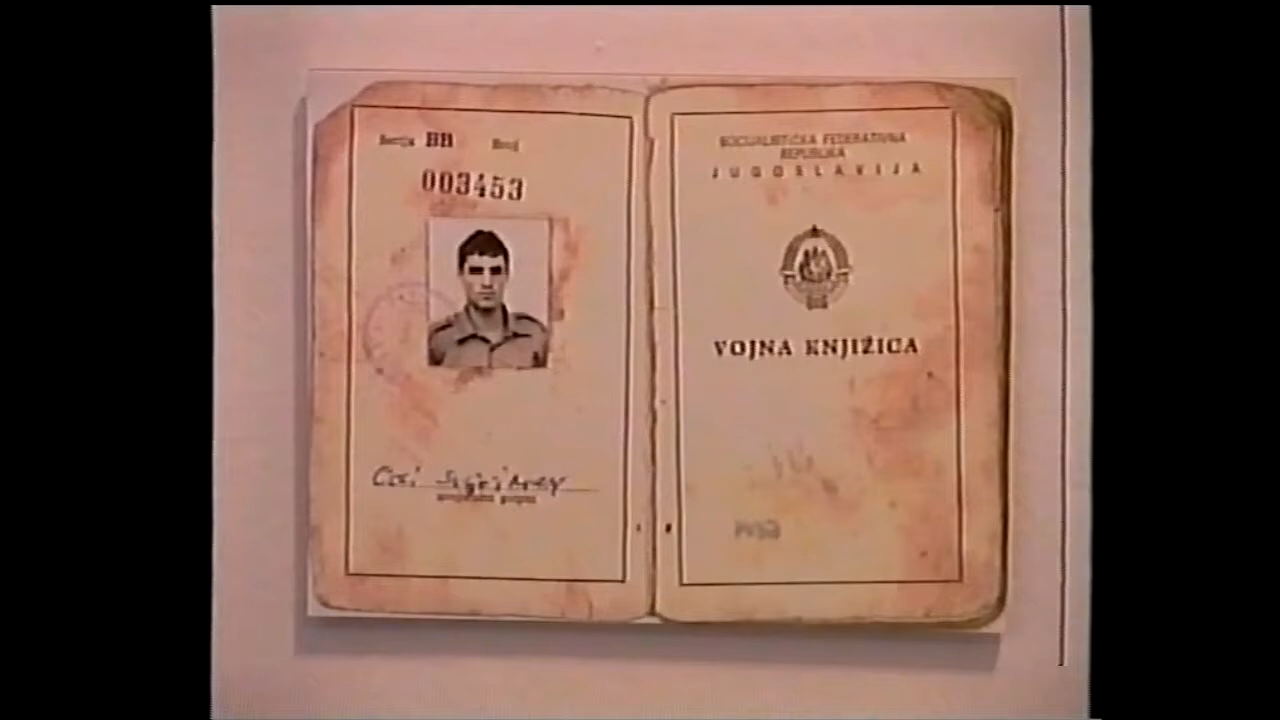 Serija BB Broj
003453
SOCIJALISTIČKA FEDERATIVNA
REPUBLIKA
JUGOSLAVIJA
VOJNA KNJIŽICA